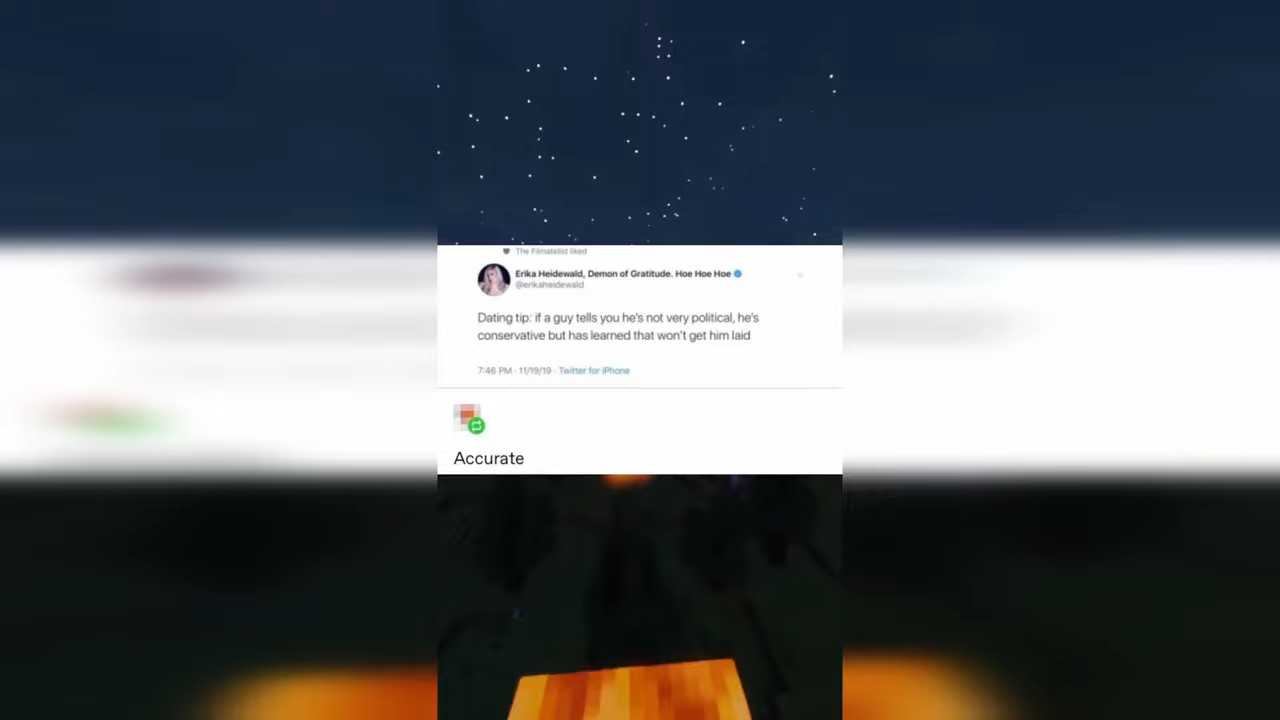 The Filmatelist liked
Erika Heidewald, Demon of Gratitude. Hoe Hoe Hoe
@erikaheidewald
Dating tip: if a guy tells you he's not very political, he's
conservative but has learned that won't get him laid
7:46 PM · 11/19/19 · Twitter for iPhone
Accurate